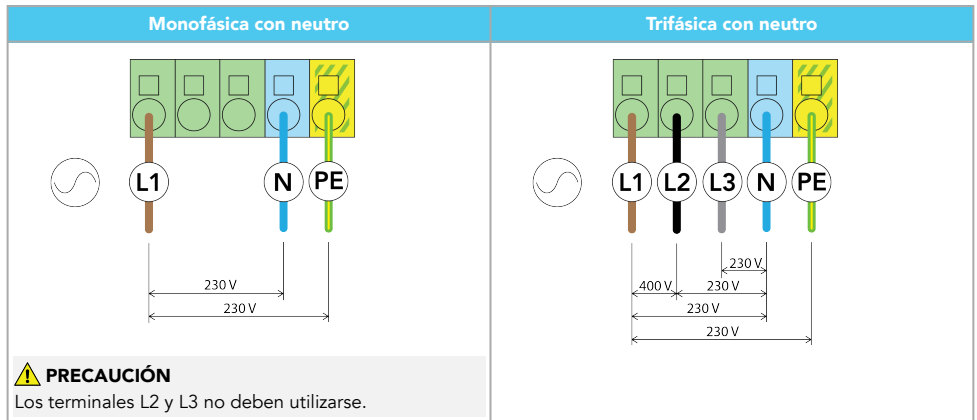 Monofásica con neutro
L1
N
PE
230 V
230 V
PRECAUCIÓN
Los terminales L2 y L3 no deben utilizarse.
Trifásica con neutro
L1
L2
L3
N
PE
230 V
400 V
230 V
230 V
230 V